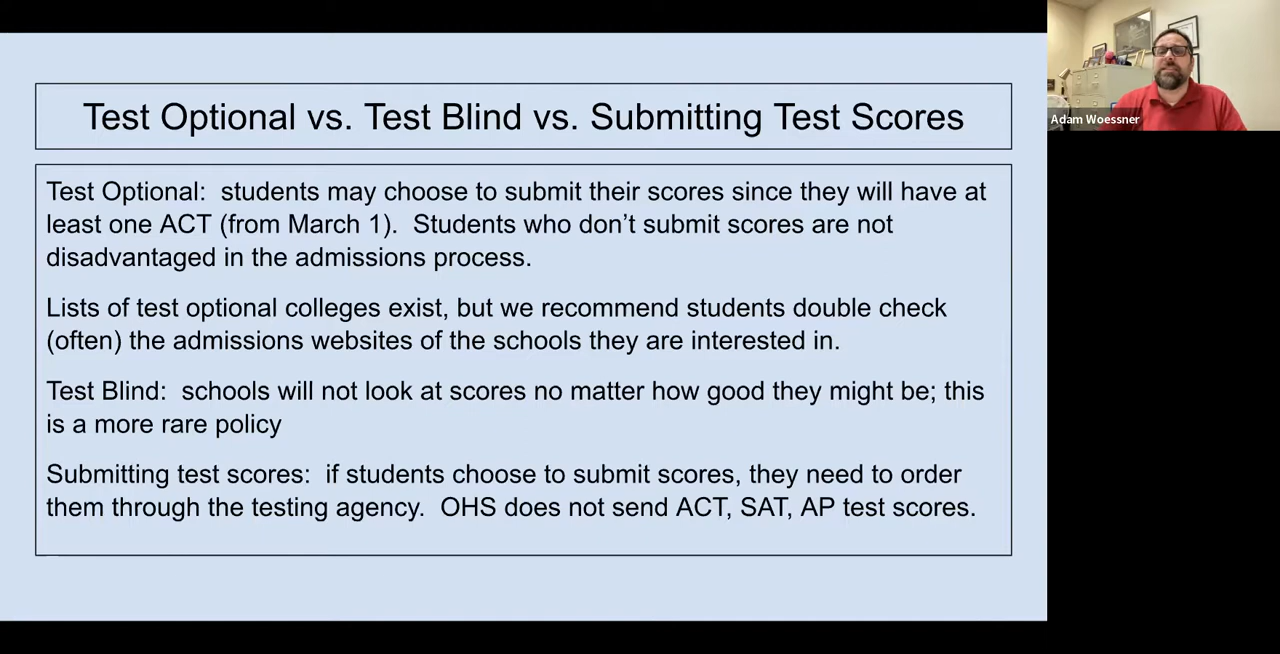 Test Optional vs. Test Blind vs. Submitting Test Scores
Test Optional:  students may choose to submit their scores since they will have at
least one ACT (from March 1).  Students who don’t submit scores are not
disadvantaged in the admissions process.
Lists of test optional colleges exist, but we recommend students double check
(often) the admissions websites of the schools they are interested in.
Test Blind:  schools will not look at scores no matter how good they might be; this
is a more rare policy
Submitting test scores:  if students choose to submit scores, they need to order
them through the testing agency.  OHS does not send ACT, SAT, AP test scores.
Adam Woessner